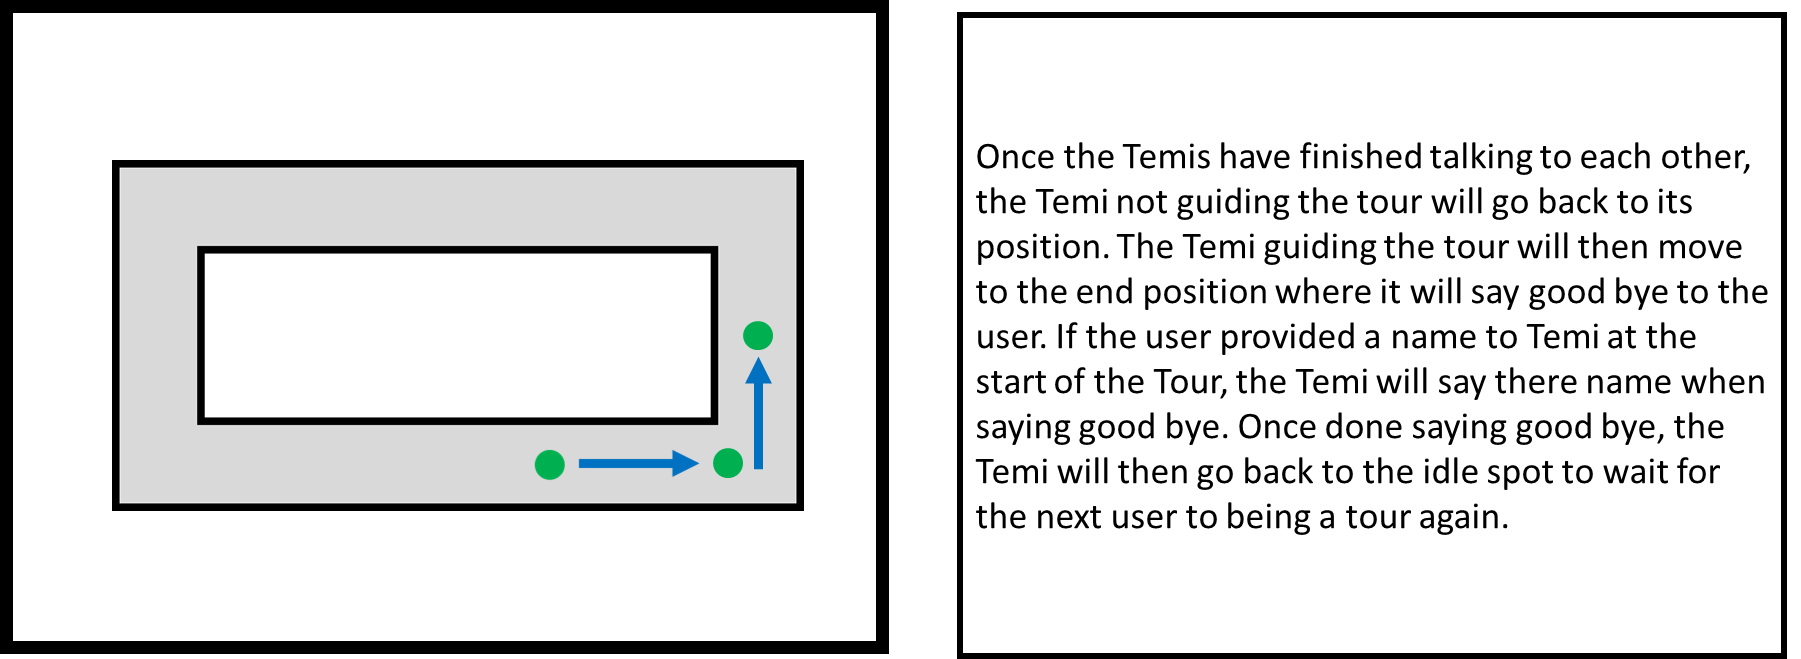 Once the Temis have finished talking to each other,
the Temi not guiding the tour will go back to its
position. The Temi guiding the tour will then move
to the end position where it will say good bye to the
user. If the user provided a name to Temi at the
start of the Tour, the Temi will say there name when
saying good bye. Once done saying good bye, the
Temi will then go back to the idle spot to wait for
the next user to being a tour again.